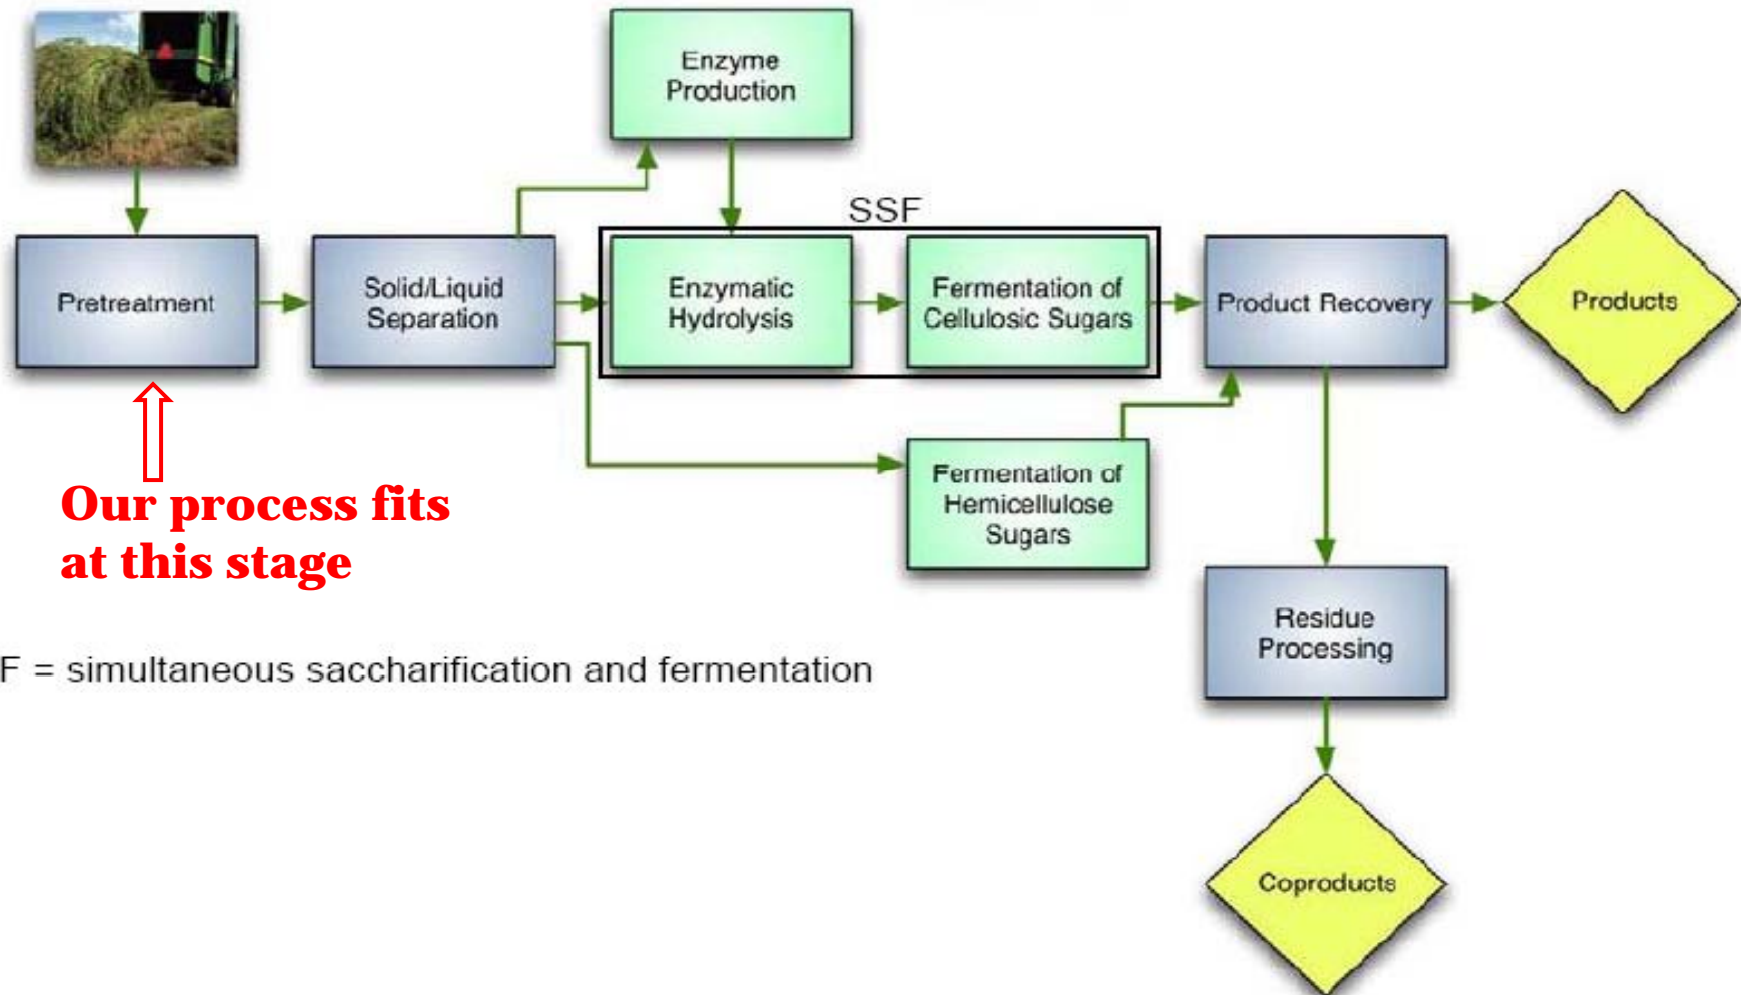 Enzyme
Production
SSF
Pretreatment
Solid/Liquid
Separation
Enzymatic
Hydrolysis
Fermentation of
Cellulosic Sugars
Product Recovery
Products
Our process fits
at this stage
Fermentation of
Hemicellulose
Sugars
Residue
Processing
F = simultaneous saccharification and fermentation
Coproducts